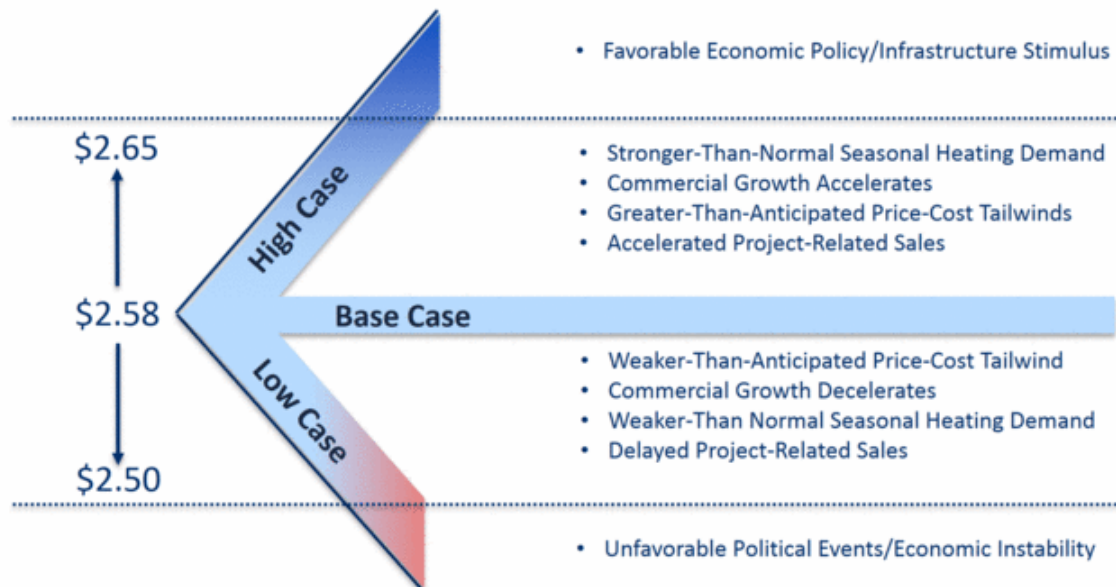 • Favorable Economic Policy/Infrastructure Stimulus
$2.65
• Stronger-Than-Normal Seasonal Heating Demand
• Commercial Growth Accelerates
• Greater-Than-Anticipated Price-Cost Tailwinds
• Accelerated Project-Related Sales
High Case
$2.58
Base Case
• Weaker-Than-Anticipated Price-Cost Tailwind
• Commercial Growth Decelerates
• Weaker-Than Normal Seasonal Heating Demand
• Delayed Project-Related Sales
Low Case
$2.50
• Unfavorable Political Events/Economic Instability